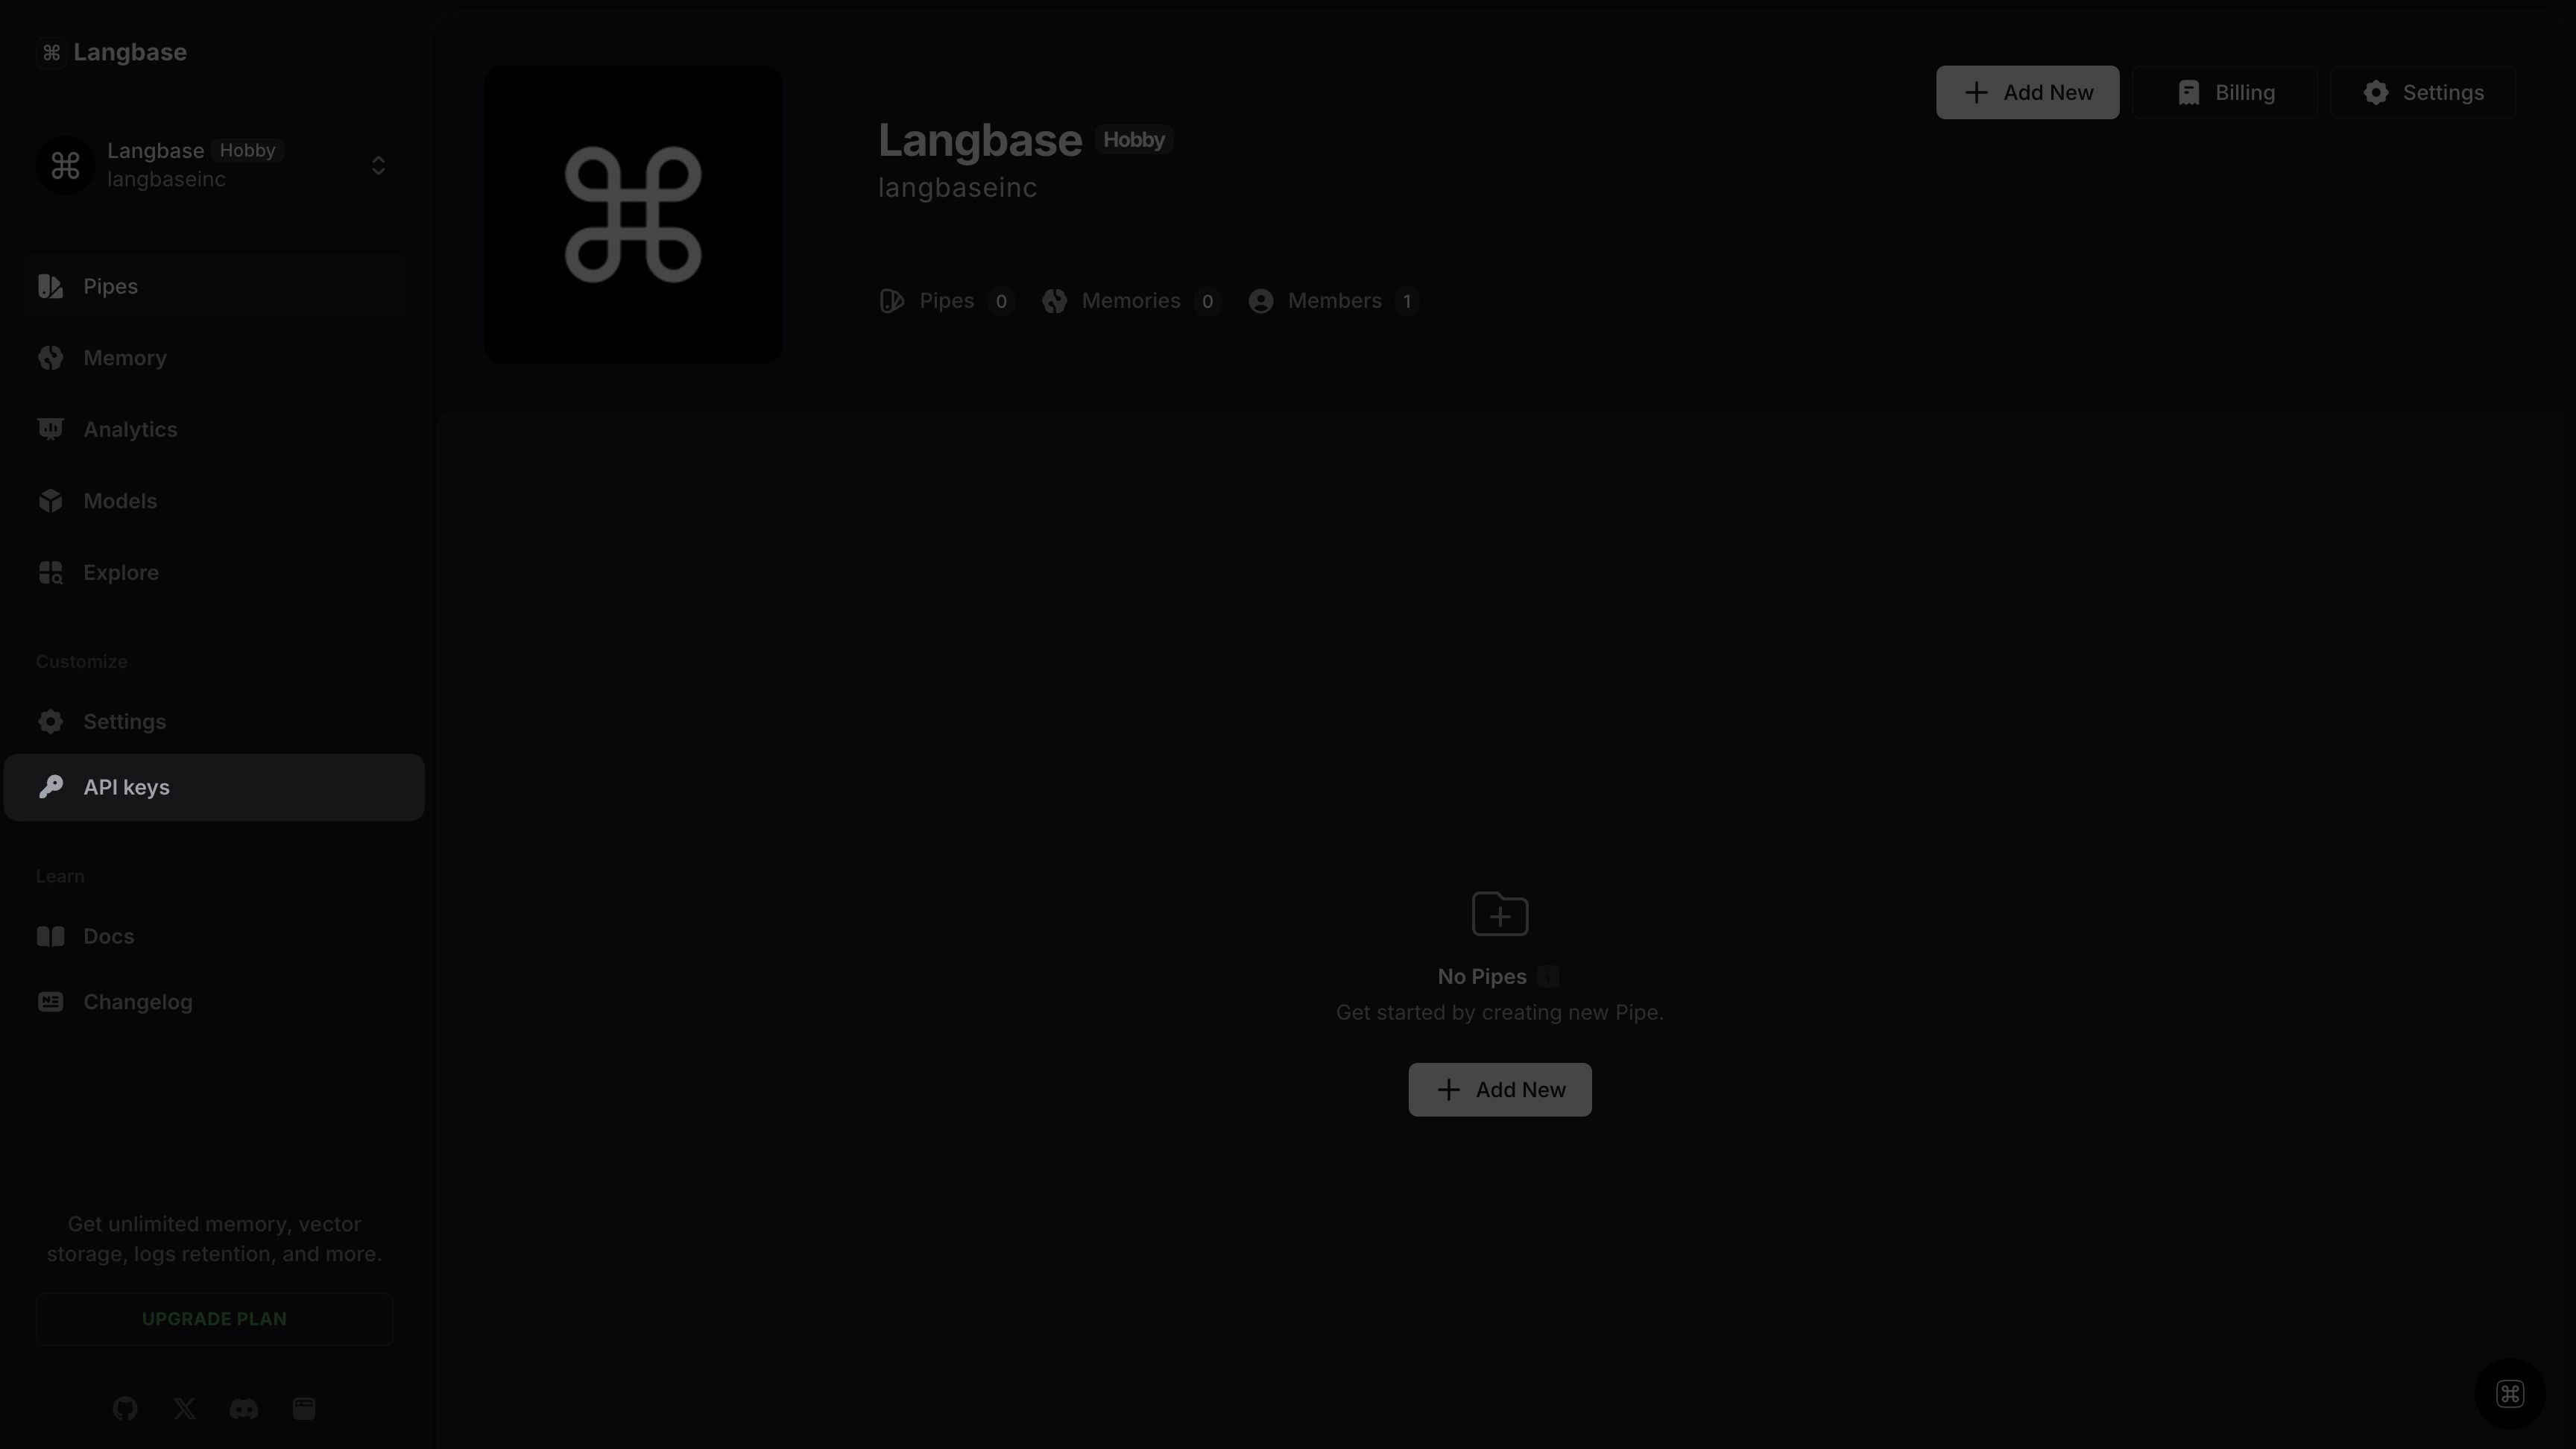 Langbase
Langbase Hobby
langbaseinc
Pipes
Memory
Analytics
Models
Explore
Customize
Settings
API keys
Learn
Docs
Changelog
Get unlimited memory, vector
storage, logs retention, and more.
UPGRADE PLAN
Add New
Billing
Settings
Langbase Hobby
langbaseinc
Pipes 0 Memories 0 Members 1
No Pipes
Get started by creating new Pipe.
Add New